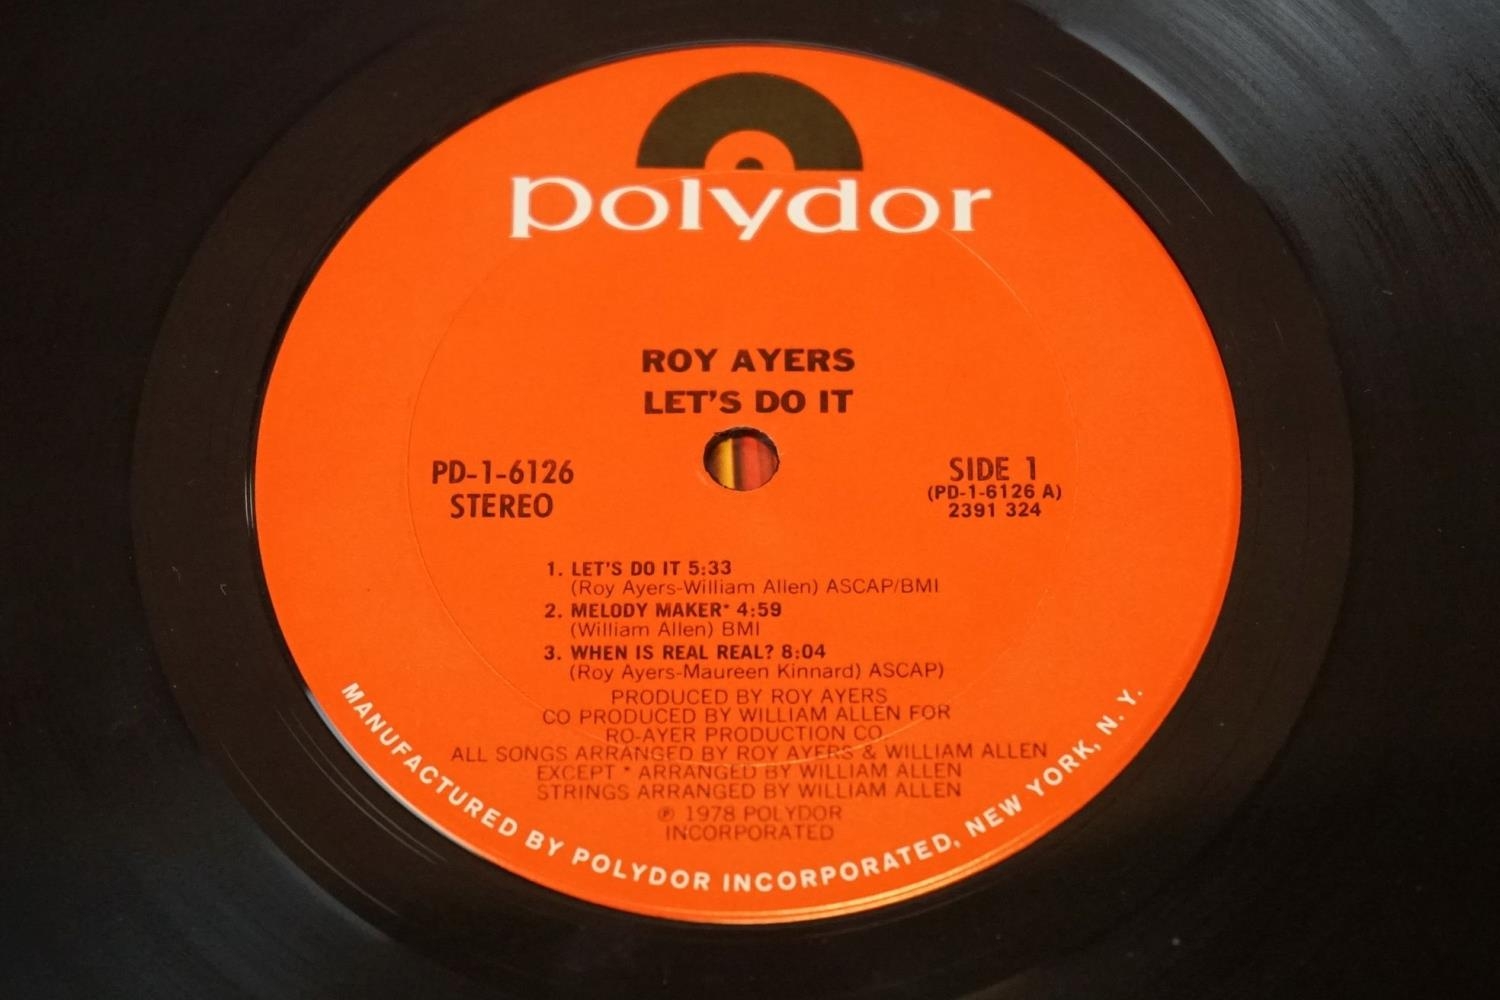 polydor
ROY AYERS
LET'S DO IT
PD-1-6126
STEREO
SIDE 1
(PD-1-6126 A)
2391 324
1. LET'S DO IT 5:33
(Roy Ayers-William Allen) ASCAP/BMI
2. MELODY MAKER* 4:59
(William Allen) BMI
3. WHEN IS REAL REAL? 8:04
(Roy Ayers-Maureen Kinnard) ASCAP)
PRODUCED BY ROY AYERS
CO PRODUCED BY WILLIAM ALLEN FOR
RO-AYER PRODUCTION CO
ALL SONGS ARRANGED BY ROY AYERS & WILLIAM ALLEN
EXCEPT * ARRANGED BY WILLIAM ALLEN
STRINGS ARRANGED BY WILLIAM ALLEN
℗ 1978 POLYDOR
INCORPORATED
MANUFACTURED BY POLYDOR INCORPORATED, NEW YORK, N. Y.